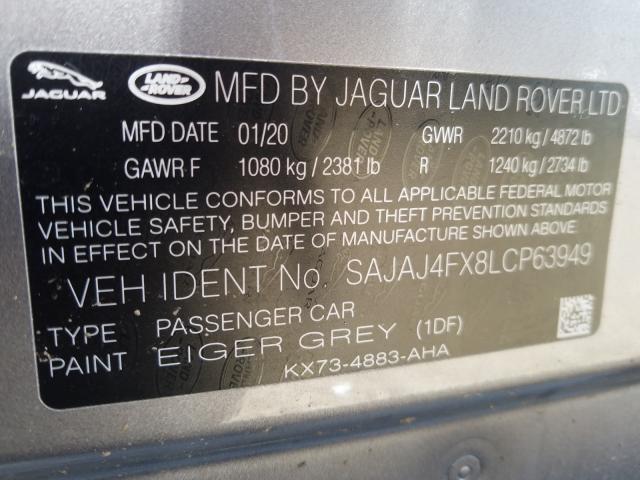 JAGUAR LAND ROVER MFD BY JAGUAR LAND ROVER LTD
MFD DATE 01/20 GVWR 2210 kg / 4872 lb
GAWR F 1080 kg / 2381 lb R 1240 kg / 2734 lb
THIS VEHICLE CONFORMS TO ALL APPLICABLE FEDERAL MOTOR
VEHICLE SAFETY, BUMPER AND THEFT PREVENTION STANDARDS
IN EFFECT ON THE DATE OF MANUFACTURE SHOWN ABOVE.
VEH IDENT No. SAJAJ4FX8LCP63949
TYPE PASSENGER CAR
PAINT EIGER GREY (1DF)
KX73-4883-AHA